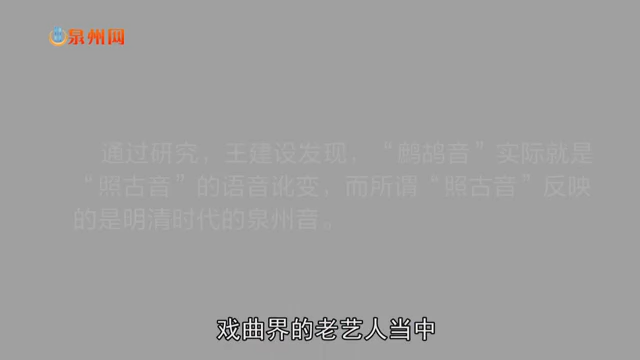 泉州网
通过研究，王建设发现，“鹧鸪音”实际就是
“照古音”的语音讹变，而所谓“照古音”反映
的是明清时代的泉州音。
戏曲界的老艺人当中